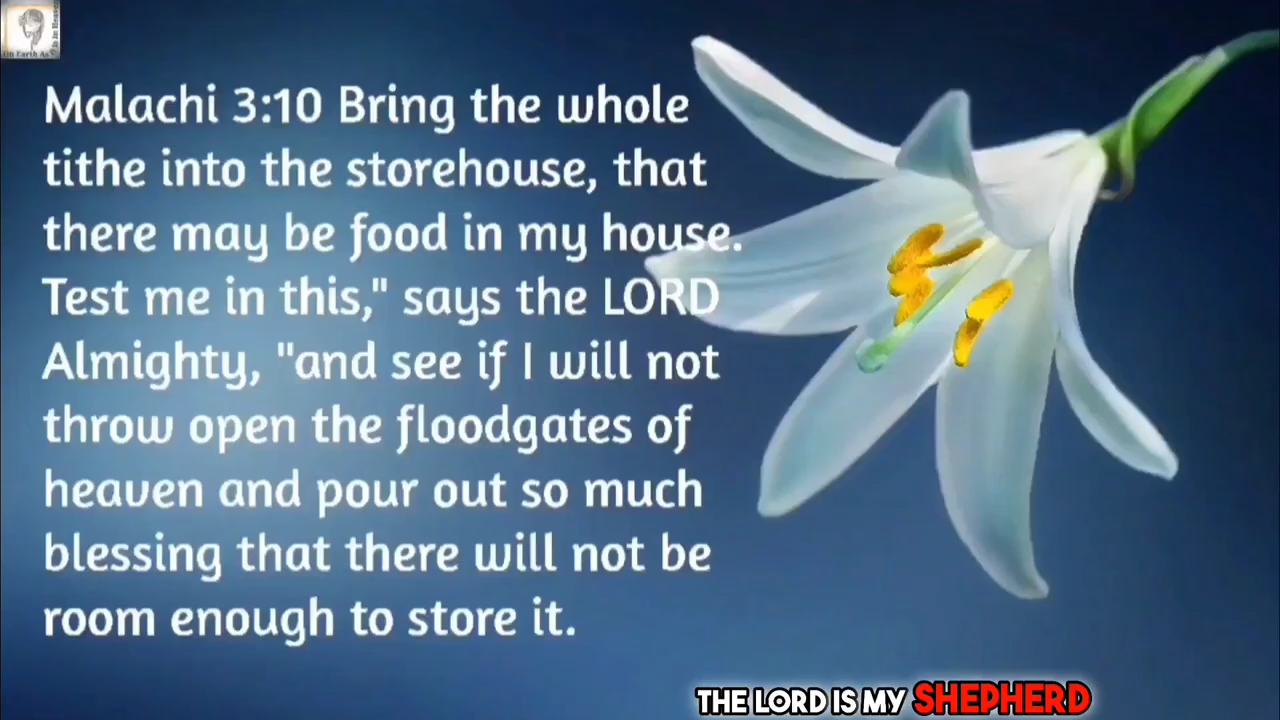 On Earth As
Malachi 3:10 Bring the whole
tithe into the storehouse, that
there may be food in my house.
Test me in this," says the LORD
Almighty, "and see if I will not
throw open the floodgates of
heaven and pour out so much
blessing that there will not be
room enough to store it.
THE LORD IS MY SHEPHERD